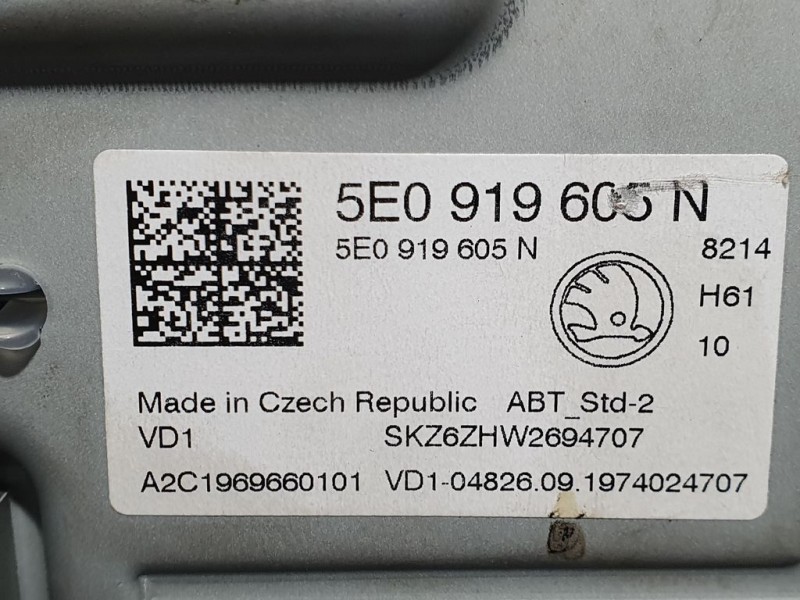 5E0 919 605 N
5E0 919 605 N 8214
H61
10
Made in Czech Republic ABT_Std-2
VD1 SKZ6ZHW2694707
A2C1969660101 VD1-04826.09.1974024707